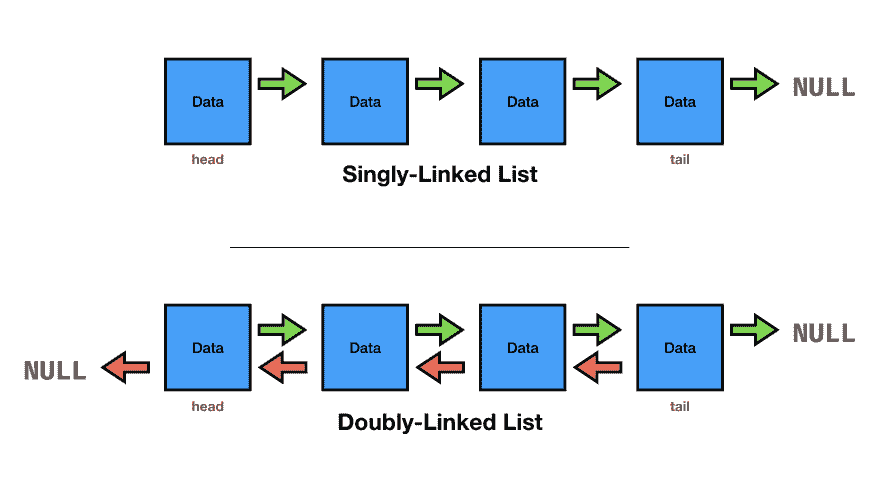 Data Data Data Data NULL
head tail
Singly-Linked List
Data Data Data Data NULL
NULL
head tail
Doubly-Linked List